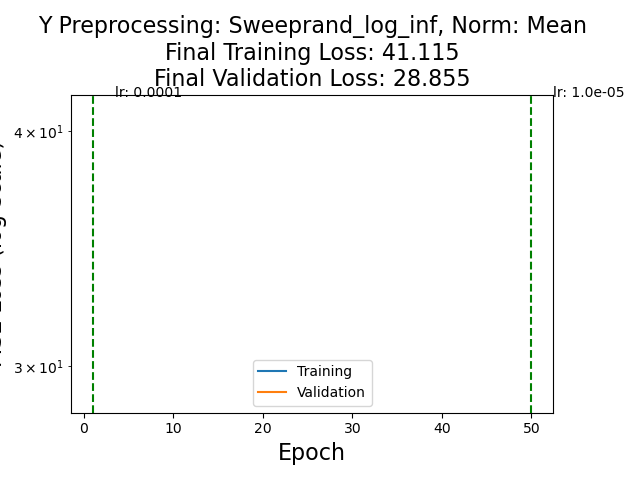 Y Preprocessing: Sweeprand_log_inf, Norm: Mean
Final Training Loss: 41.115
Final Validation Loss: 28.855
lr: 0.0001
lr: 1.0e-05
4 × 10¹
3 × 10¹
Training
Validation
0 10 20 30 40 50
Epoch